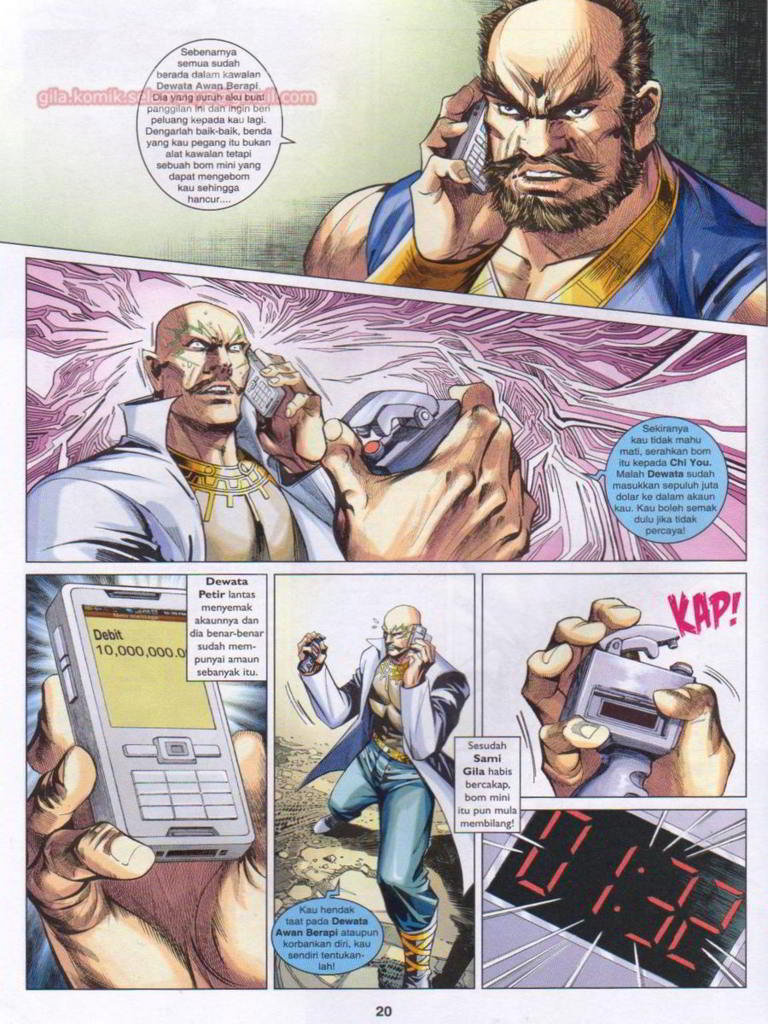 Sebenarnya
semua sudah
berada dalam kawalan
Dewata Awan Berapi.
Dia yang suruh aku buat
panggilan ini dan ingin beri
peluang kepada kau lagi.
Dengarlah baik-baik, benda
yang kau pegang itu bukan
alat kawalan tetapi
sebuah bom mini yang
dapat mengebom
kau sehingga
hancur....
Sekiranya
kau tidak mahu
mati, serahkan bom
itu kepada Chi You.
Malah Dewata sudah
masukkan sepuluh juta
dolar ke dalam akaun
kau. Kau boleh semak
dulu jika tidak
percaya!
Dewata
Petir lantas
menyemak
akaunnya dan
dia benar-benar
sudah mem-
punyai amaun
sebanyak itu.
Debit
10,000,000.0
Kau hendak
taat pada Dewata
Awan Berapi ataupun
korbankan diri, kau
sendiri tentukan-
lah!
KAP!
Sesudah
Sami
Gila habis
bercakap,
bom mini
itu pun mula
membilang!
01:32
20